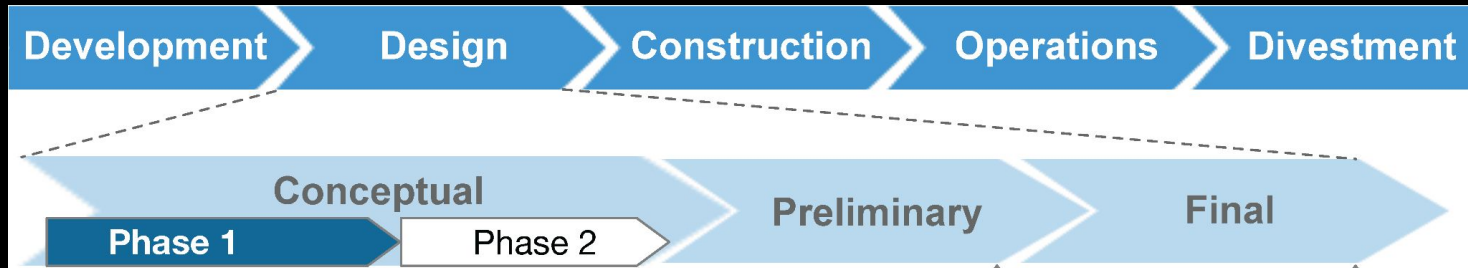 Development Design Construction Operations Divestment
Conceptual Preliminary Final
Phase 1 Phase 2